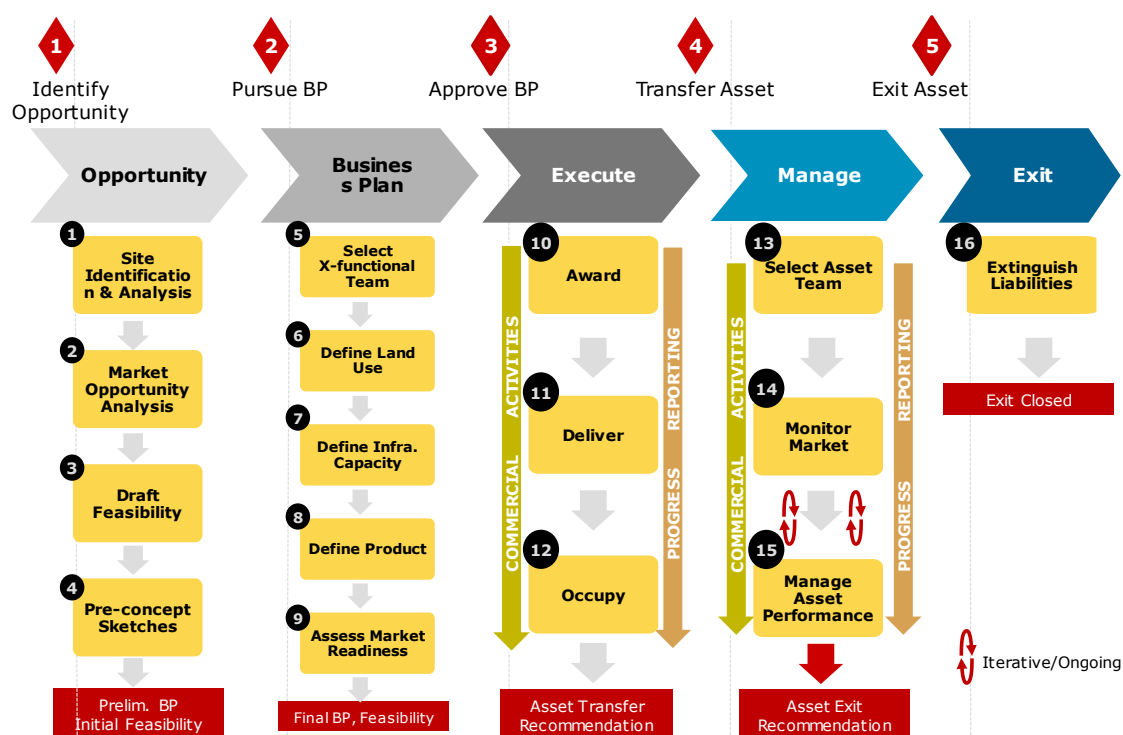 1
Identify
Opportunity
2
Pursue BP
3
Approve BP
4
Transfer Asset
5
Exit Asset
Opportunity
Busines
s Plan
Execute
Manage
Exit
1
Site
Identificatio
n & Analysis
2
Market
Opportunity
Analysis
3
Draft
Feasibility
4
Pre-concept
Sketches
Prelim. BP
Initial Feasibility
5
Select
X-functional
Team
6
Define Land
Use
7
Define Infra.
Capacity
8
Define Product
9
Assess Market
Readiness
Final BP, Feasibility
COMMERCIAL ACTIVITIES
10
Award
11
Deliver
12
Occupy
PROGRESS REPORTING
Asset Transfer
Recommendation
COMMERCIAL ACTIVITIES
13
Select Asset
Team
14
Monitor
Market
15
Manage
Asset
Performance
PROGRESS REPORTING
Asset Exit
Recommendation
16
Extinguish
Liabilities
Exit Closed
Iterative/Ongoing